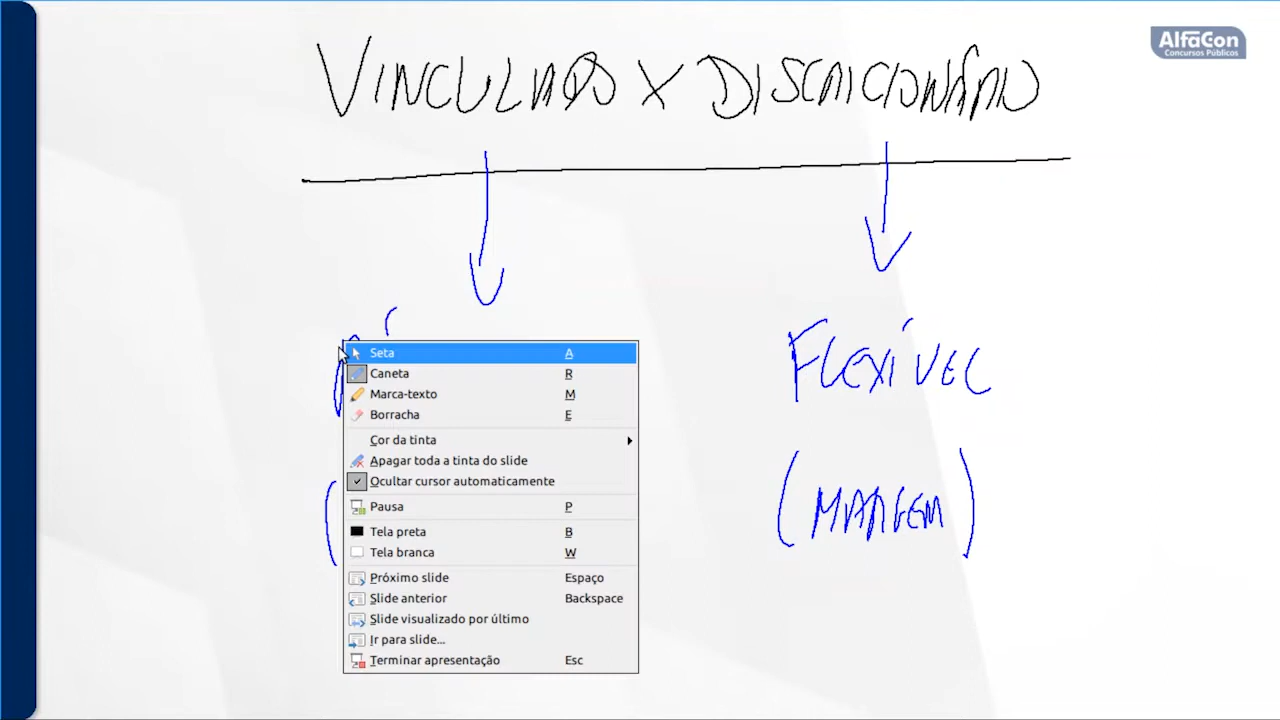 AlfaCon
Concursos Públicos
VINCULADO X DISCRICIONÁRIO
FLEXÍVEL
(MARGEM)
(
Seta A
Caneta R
Marca-texto M
Borracha E
Cor da tinta
Apagar toda a tinta do slide
Ocultar cursor automaticamente
Pausa P
Tela preta B
Tela branca W
Próximo slide Espaço
Slide anterior Backspace
Slide visualizado por último
Ir para slide...
Terminar apresentação Esc